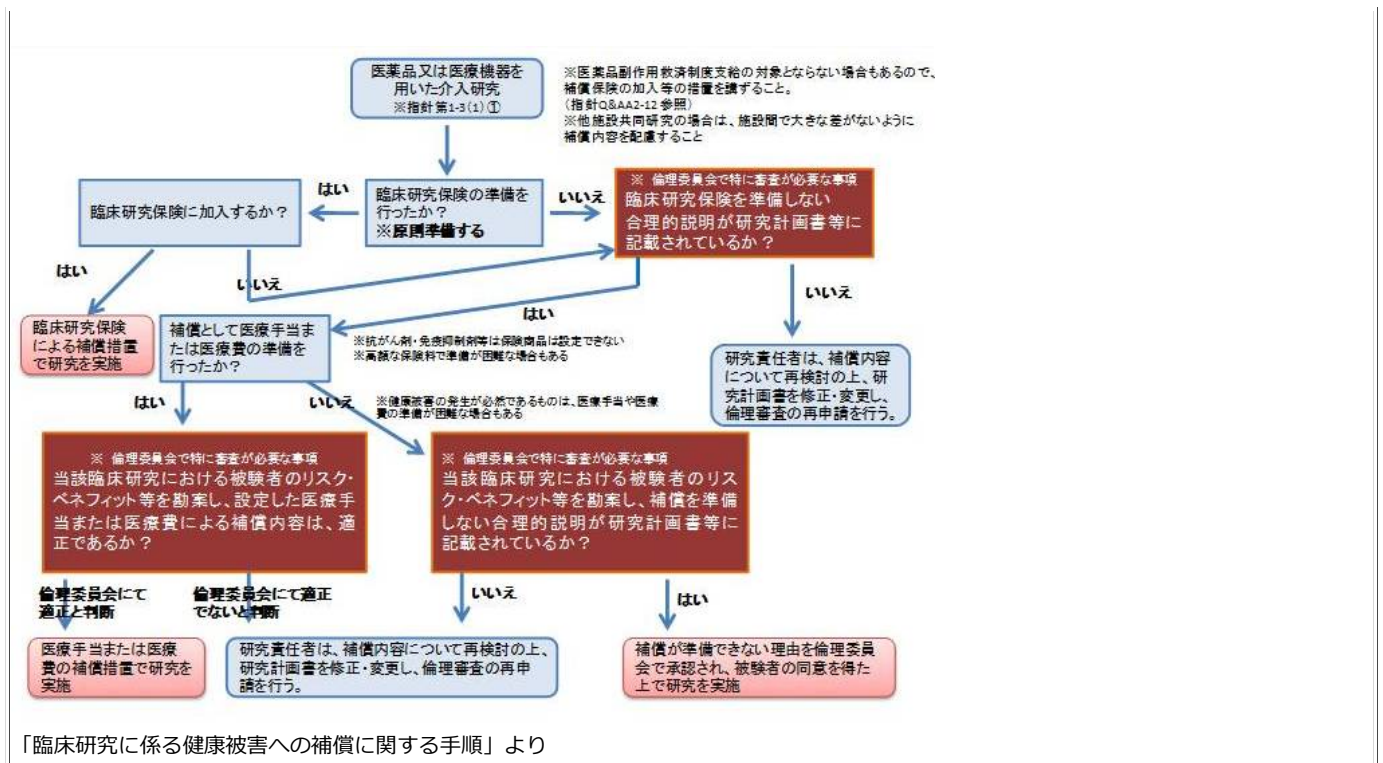 医薬品又は医療機器を
用いた介入研究
※指針第1-3(1)①
※医薬品副作用救済制度支給の対象とならない場合もあるので、
補償保険の加入等の措置を講ずること。
(指針Q&AA2-12 参照)
※他施設共同研究の場合は、施設間で大きな差がないように
補償内容を配慮すること
臨床研究保険に加入するか?
はい
臨床研究保険の準備を
行ったか?
※原則準備する
いいえ
※ 倫理委員会で特に審査が必要な事項
臨床研究保険を準備しない
合理的説明が研究計画書等に
記載されているか?
はい
いいえ
はい
いいえ
臨床研究保険
による補償措置
で研究を実施
補償として医療手当ま
たは医療費の準備を
行ったか?
※抗がん剤・免疫抑制剤等は保険商品は設定できない
※高額な保険料で準備が困難な場合もある
研究責任者は、補償内容
について再検討の上、研
究計画書を修正・変更し、
倫理審査の再申請を行う。
はい
いいえ
※健康被害の発生が必然であるものは、医療手当や医療
費の準備が困難な場合もある
※ 倫理委員会で特に審査が必要な事項
当該臨床研究における被験者のリスク・
ベネフィット等を勘案し、設定した医療手
当または医療費による補償内容は、適
正であるか?
※ 倫理委員会で特に審査が必要な事項
当該臨床研究における被験者のリス
ク・ベネフィット等を勘案し、補償を準備
しない合理的説明が研究計画書等に
記載されているか?
倫理委員会にて
適正と判断
倫理委員会にて適正
でないと判断
いいえ
はい
医療手当または医療
費の補償措置で研究を
実施
研究責任者は、補償内容について再検討の上、
研究計画書を修正・変更し、倫理審査の再申
請を行う。
補償が準備できない理由を倫理委員
会で承認され、被験者の同意を得た
上で研究を実施
「臨床研究に係る健康被害への補償に関する手順」より